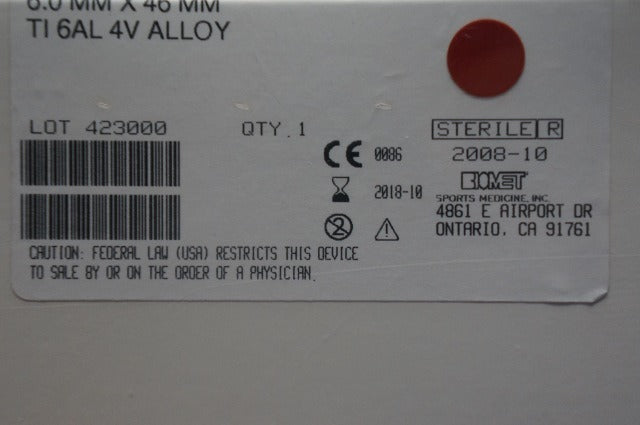 6.0 MM X 46 MM
TI 6AL 4V ALLOY
LOT 423000
QTY. 1
STERILE R
CE 0086
2008-10
2018-10
BIOMET
SPORTS MEDICINE, INC.
4861 E AIRPORT DR
ONTARIO, CA 91761
2
CAUTION: FEDERAL LAW (USA) RESTRICTS THIS DEVICE
TO SALE BY OR ON THE ORDER OF A PHYSICIAN.